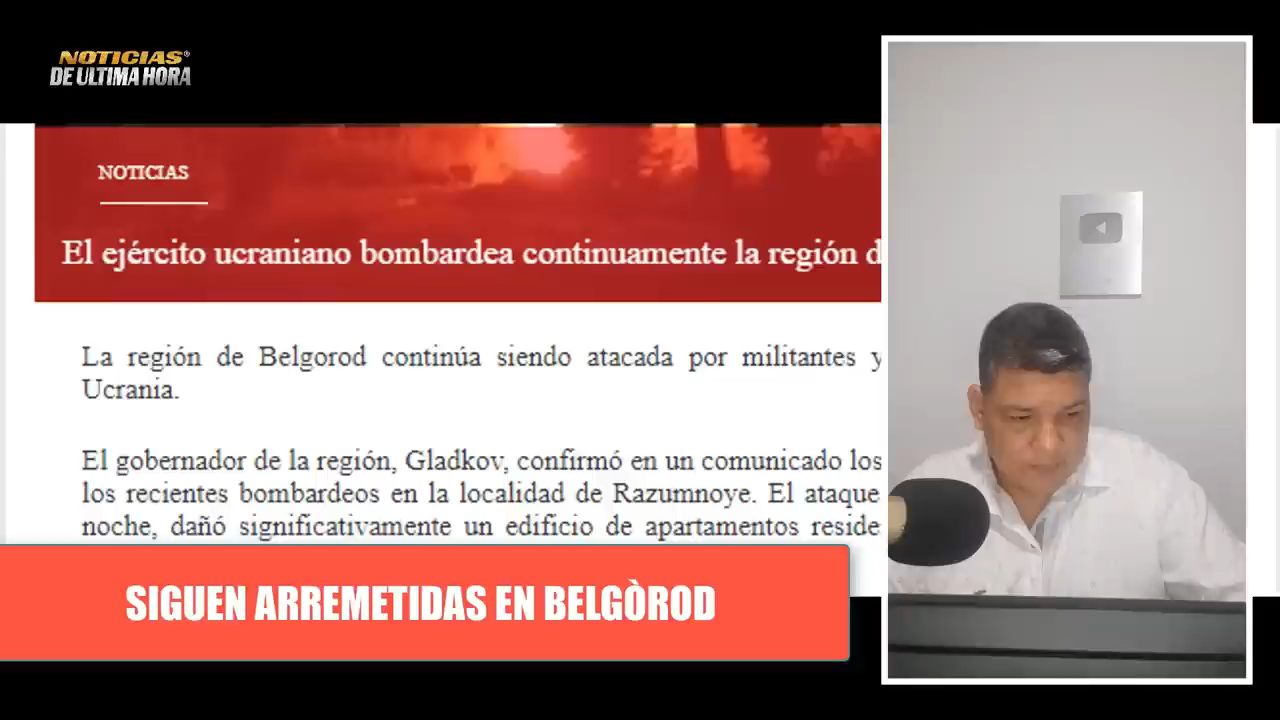 NOTICIAS®
DE ULTIMA HORA
NOTICIAS
El ejército ucraniano bombardea continuamente la región d
La región de Belgorod continúa siendo atacada por militantes y
Ucrania.
El gobernador de la región, Gladkov, confirmó en un comunicado los
los recientes bombardeos en la localidad de Razumnoye. El ataque
noche, dañó significativamente un edificio de apartamentos reside
SIGUEN ARREMETIDAS EN BELGÒROD